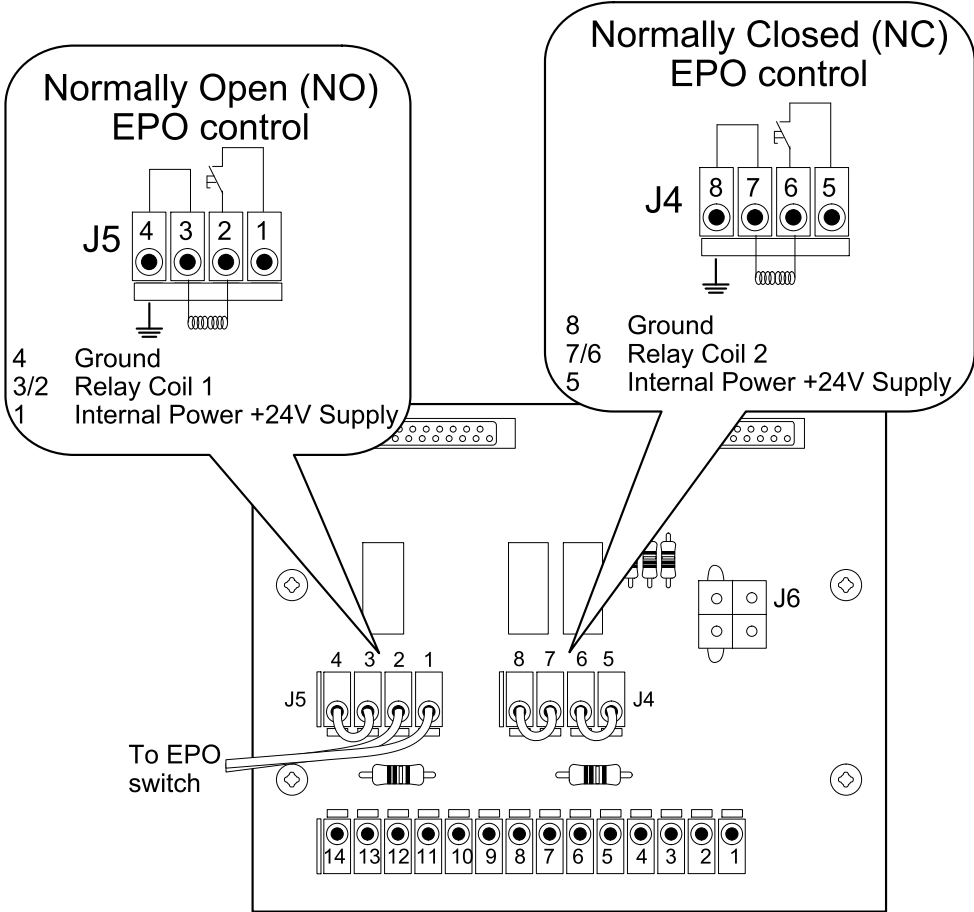 Normally Open (NO)
EPO control
J5
4 3 2 1
4 Ground
3/2 Relay Coil 1
1 Internal Power +24V Supply
Normally Closed (NC)
EPO control
J4
8 7 6 5
8 Ground
7/6 Relay Coil 2
5 Internal Power +24V Supply
J6
4 3 2 1
8 7 6 5
J5
J4
To EPO
switch
14 13 12 11 10 9 8 7 6 5 4 3 2 1